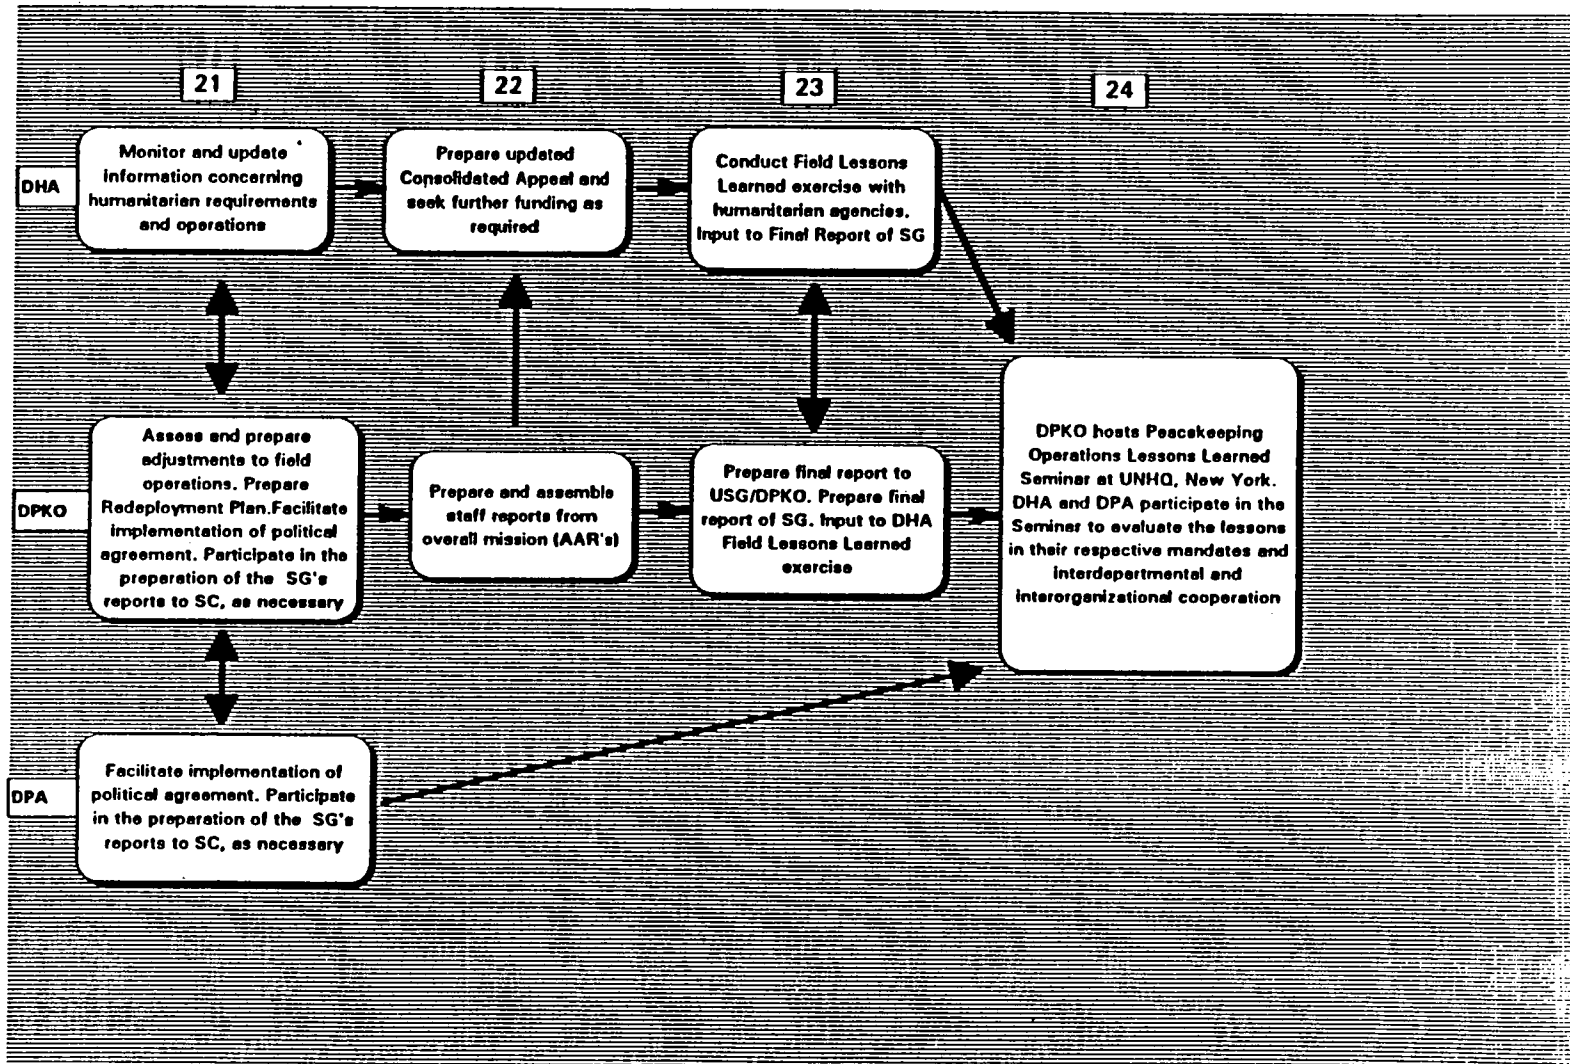 21
22
23
24
DHA
Monitor and update
information concerning
humanitarian requirements
and operations
Prepare updated
Consolidated Appeal and
seek further funding as
required
Conduct Field Lessons
Learned exercise with
humanitarian agencies.
Input to Final Report of SG
DPKO
Assess and prepare
adjustments to field
operations. Prepare
Redeployment Plan.Facilitate
implementation of political
agreement. Participate in the
preparation of the SG's
reports to SC, as necessary
Prepare and assemble
staff reports from
overall mission (AAR's)
Prepare final report to
USG/DPKO. Prepare final
report of SG. Input to DHA
Field Lessons Learned
exercise
DPKO hosts Peacekeeping
Operations Lessons Learned
Seminar at UNHQ, New York.
DHA and DPA participate in the
Seminar to evaluate the lessons
in their respective mandates and
interdepartmental and
interorganizational cooperation
DPA
Facilitate implementation of
political agreement. Participate
in the preparation of the SG's
reports to SC, as necessary